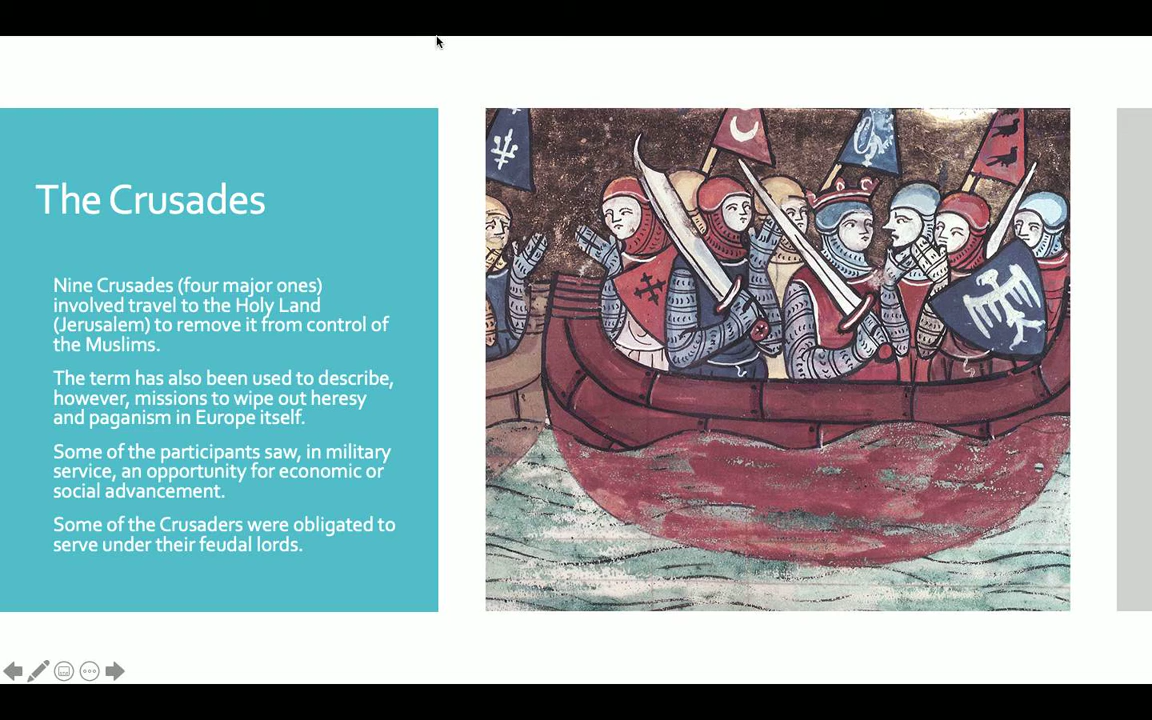 The Crusades
Nine Crusades (four major ones)
involved travel to the Holy Land
(Jerusalem) to remove it from control of
the Muslims.
The term has also been used to describe,
however, missions to wipe out heresy
and paganism in Europe itself.
Some of the participants saw, in military
service, an opportunity for economic or
social advancement.
Some of the Crusaders were obligated to
serve under their feudal lords.